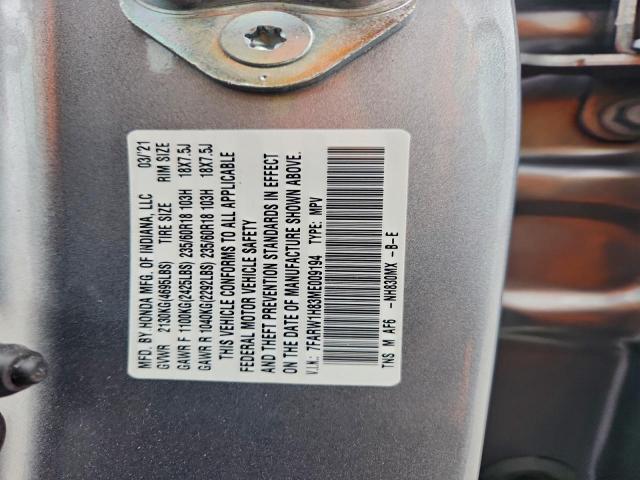 MFD. BY HONDA MFG. OF INDIANA, LLC 03/21
GVWR 2130KG(4695LBS) TIRE SIZE RIM SIZE
GAWR F 1100KG(2425LBS) 235/60R18 103H 18X7.5J
GAWR R 1040KG(2292LBS) 235/60R18 103H 18X7.5J
THIS VEHICLE CONFORMS TO ALL APPLICABLE
FEDERAL MOTOR VEHICLE SAFETY
AND THEFT PREVENTION STANDARDS IN EFFECT
ON THE DATE OF MANUFACTURE SHOWN ABOVE.
V.I.N.: 7FARW1H83ME009194 TYPE: MPV
TNS M AF6 -NH830MX -B-E